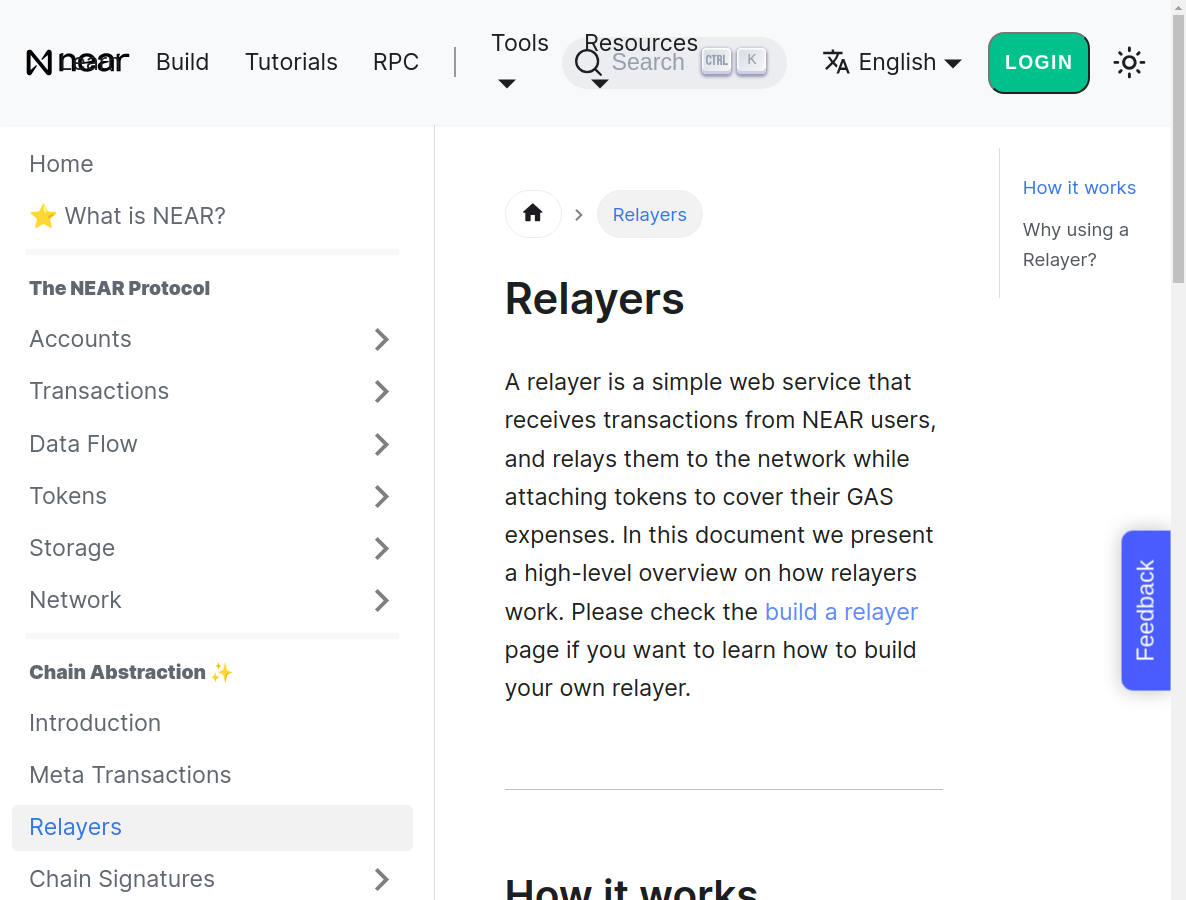 near
Learn
Build
Tutorials
RPC
Tools
Resources
Search
CTRL
K
English
LOGIN
Home
⭐ What is NEAR?
The NEAR Protocol
Accounts
Transactions
Data Flow
Tokens
Storage
Network
Chain Abstraction ✨
Introduction
Meta Transactions
Relayers
Chain Signatures
Relayers
Relayers
A relayer is a simple web service that
receives transactions from NEAR users,
and relays them to the network while
attaching tokens to cover their GAS
expenses. In this document we present
a high-level overview on how relayers
work. Please check the build a relayer
page if you want to learn how to build
your own relayer.
How it works
How it works
Why using a
Relayer?
Feedback